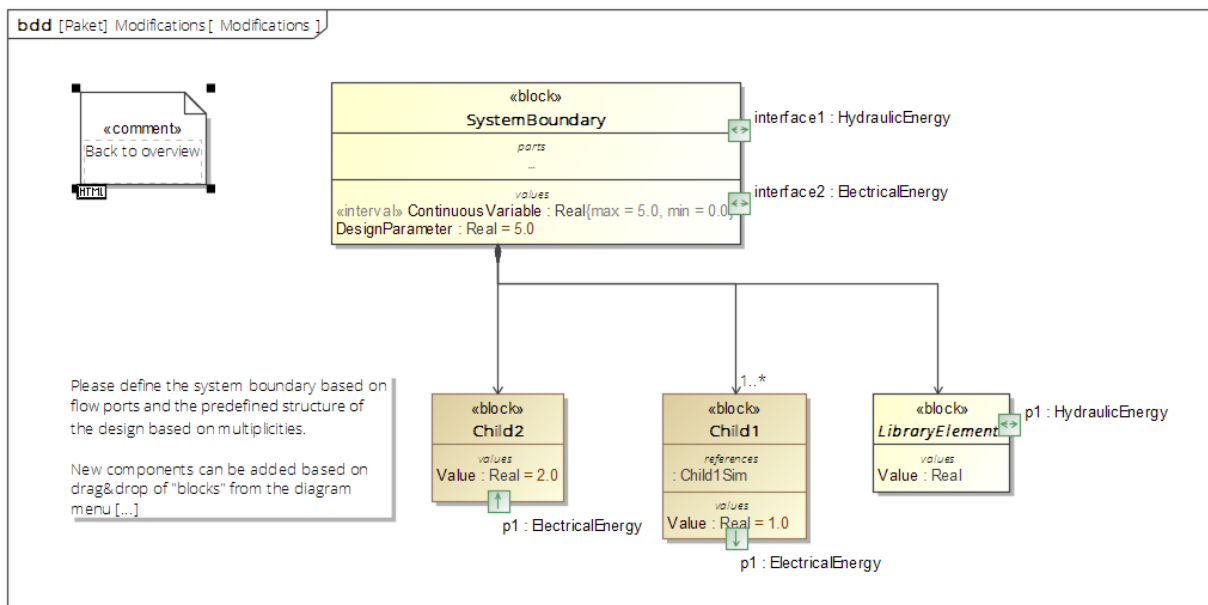 bdd [Paket] Modifications[ Modifications ]
«comment»
Back to overview
HTML
«block»
SystemBoundary
parts
...
values
«interval» ContinuousVariable : Real{max = 5.0, min = 0.0}
DesignParameter : Real = 5.0
interface1 : HydraulicEnergy
interface2 : ElectricalEnergy
Please define the system boundary based on
flow ports and the predefined structure of
the design based on multiplicities.
New components can be added based on
drag&drop of "blocks" from the diagram
menu [...]
«block»
Child2
values
Value : Real = 2.0
p1 : ElectricalEnergy
1..*
«block»
Child1
references
: Child1Sim
values
Value : Real = 1.0
p1 : ElectricalEnergy
«block»
LibraryElement
values
Value : Real
p1 : HydraulicEnergy